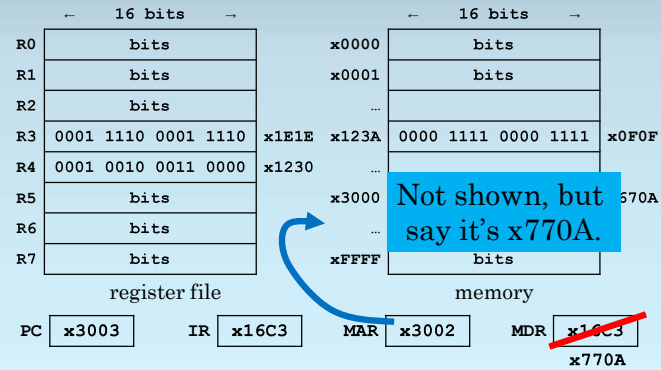 ← 16 bits → ← 16 bits →
R0 bits x0000 bits
R1 bits x0001 bits
R2 bits …
R3 0001 1110 0001 1110 x1E1E x123A 0000 1111 0000 1111 x0F0F
R4 0001 0010 0011 0000 x1230 …
R5 bits x3000 Not shown, but 670A
R6 bits … say it's x770A.
R7 bits xFFFF bits
register file memory
PC x3003 IR x16C3 MAR x3002 MDR x16C3
x770A